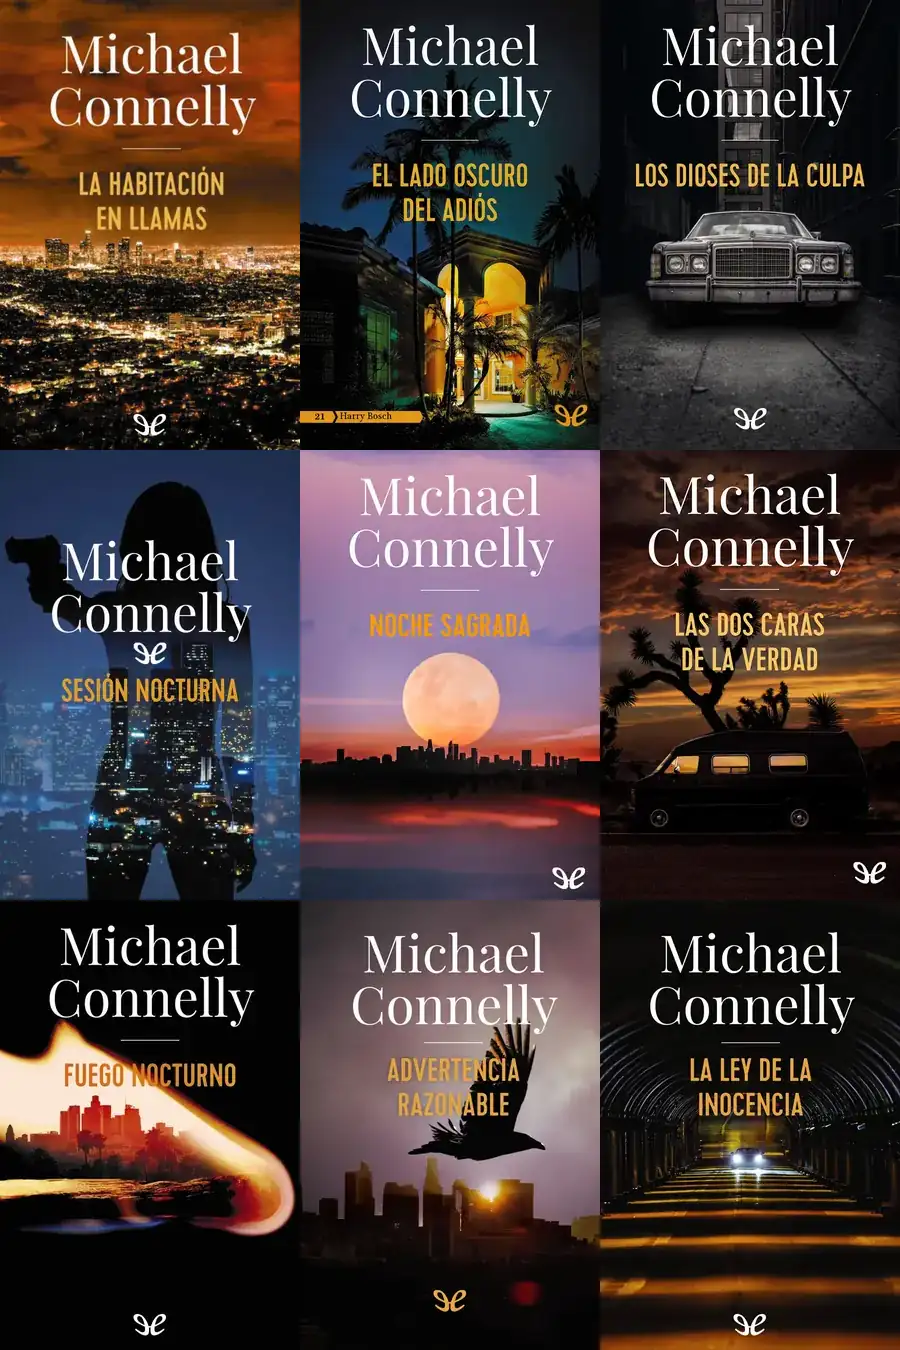 Michael
Connelly
LA HABITACIÓN
EN LLAMAS
Michael
Connelly
EL LADO OSCURO
DEL ADIÓS
21 Harry Bosch
Michael
Connelly
LOS DIOSES DE LA CULPA
Michael
Connelly
SESIÓN NOCTURNA
Michael
Connelly
NOCHE SAGRADA
Michael
Connelly
LAS DOS CARAS
DE LA VERDAD
Michael
Connelly
FUEGO NOCTURNO
Michael
Connelly
ADVERTENCIA
RAZONABLE
Michael
Connelly
LA LEY DE LA
INOCENCIA